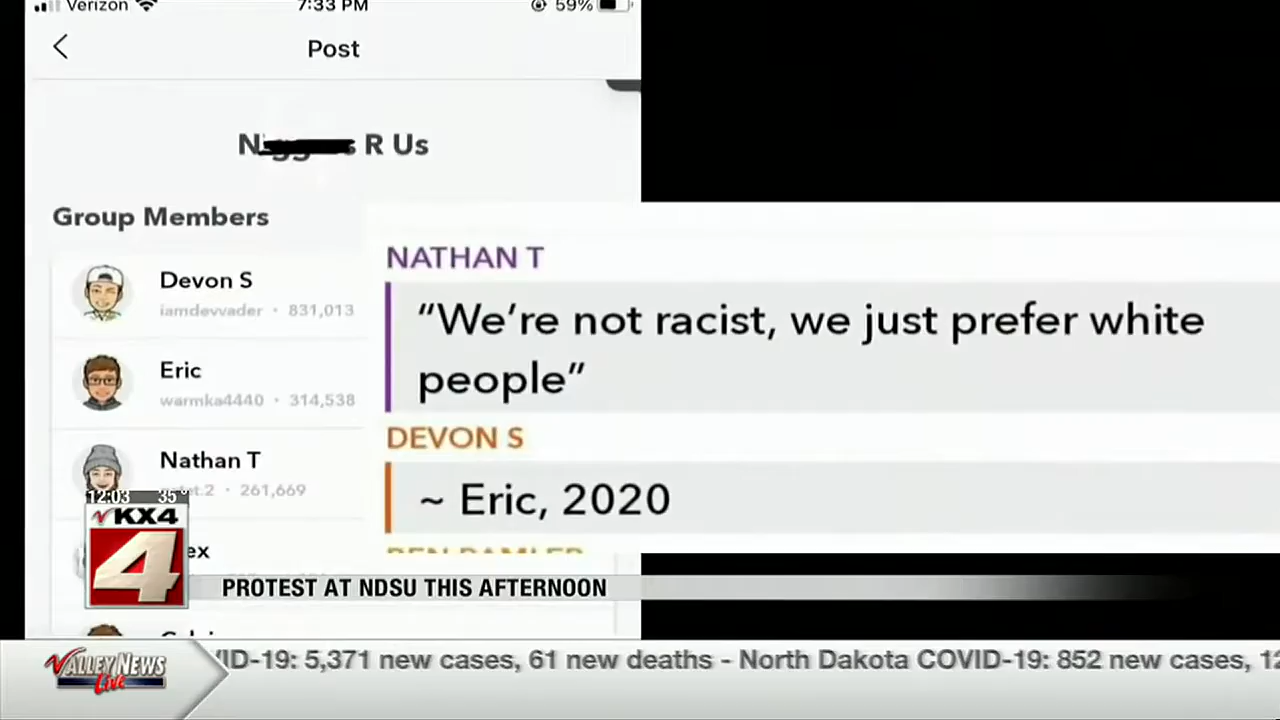 Verizon
7:33 PM
59%
Post
R Us
Group Members
Devon S
iamdevvader · 831,013
Eric
warmka4440 · 314,538
Nathan T
261,669
NATHAN T
“We’re not racist, we just prefer white
people”
DEVON S
~ Eric, 2020
12:03 35°
KX4
4
PROTEST AT NDSU THIS AFTERNOON
VALLEY NEWS
Live
5,371 new cases, 61 new deaths - North Dakota COVID-19: 852 new cases,